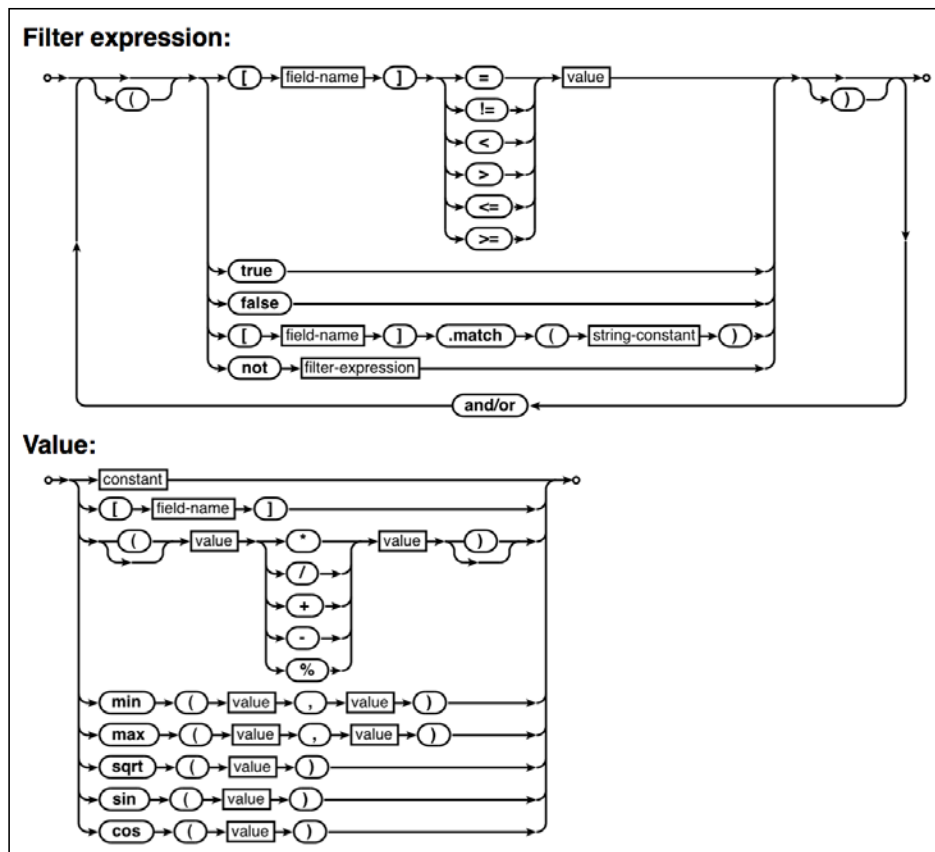 Filter expression:
[ field-name ] = value
( )
!=
<
>
<=
>=
true
false
[ field-name ] .match ( string-constant )
not filter-expression
and/or
Value:
constant
[ field-name ]
( value * value )
/
+
-
%
min ( value , value )
max ( value , value )
sqrt ( value )
sin ( value )
cos ( value )